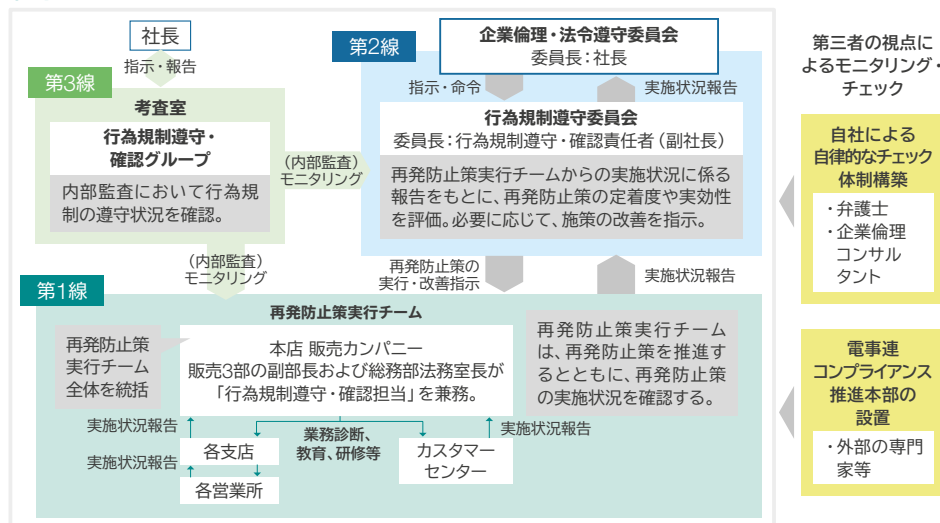 社長
指示・報告
第3線
考査室
行為規制遵守・
確認グループ
内部監査において行為規
制の遵守状況を確認。
(内部監査)
モニタリング
(内部監査)
モニタリング
第2線
企業倫理・法令遵守委員会
委員長：社長
指示・命令
実施状況報告
行為規制遵守委員会
委員長：行為規制遵守・確認責任者（副社長）
再発防止策実行チームからの実施状況に係る
報告をもとに、再発防止策の定着度や実効性
を評価。必要に応じて、施策の改善を指示。
再発防止策の
実行・改善指示
実施状況報告
第1線
再発防止策実行チーム
再発防止策
実行チーム
全体を統括
本店 販売カンパニー
販売3部の副部長および総務部法務室長が
「行為規制遵守・確認担当」を兼務。
再発防止策実行チーム
は、再発防止策を推進す
るとともに、再発防止策
の実施状況を確認する。
実施状況報告
各支店
業務診断、
教育、研修等
カスタマー
センター
実施状況報告
実施状況報告
各営業所
第三者の視点に
よるモニタリング・
チェック
自社による
自律的なチェック
体制構築
・弁護士
・企業倫理
コンサル
タント
電事連
コンプライアンス
推進本部の
設置
・外部の専門
家等